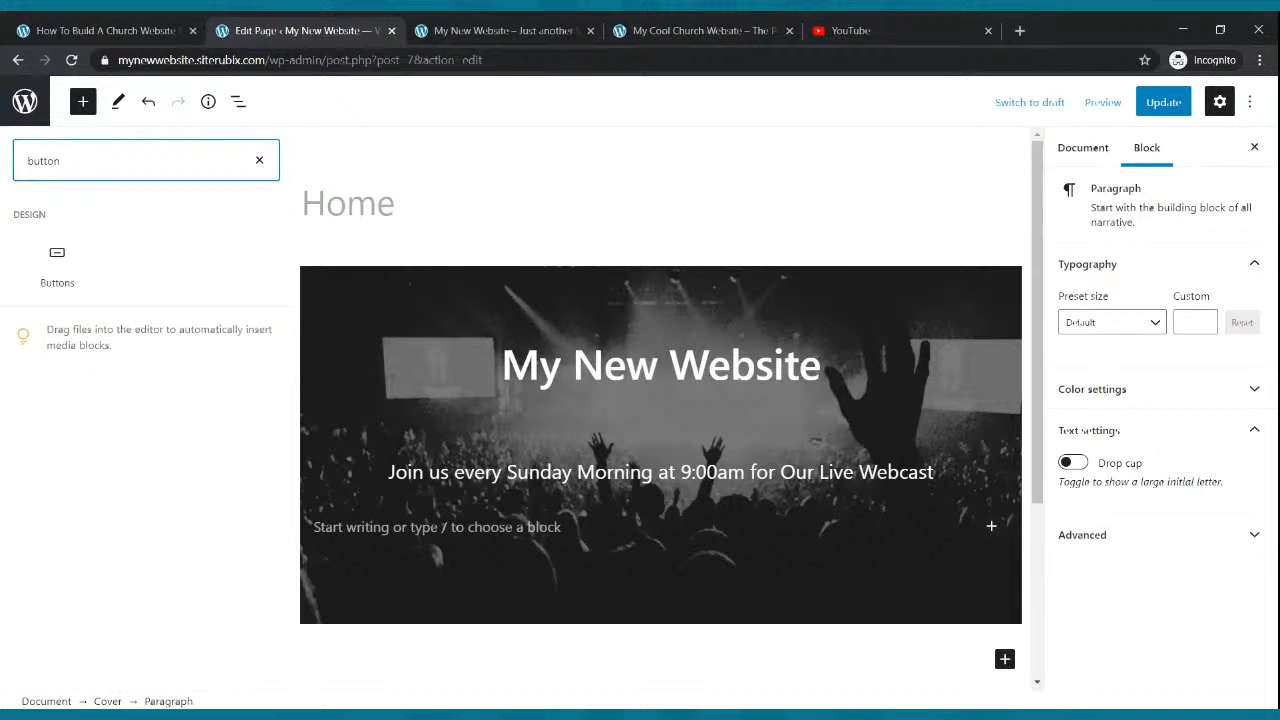 How To Build A Church Website
Edit Page ‹ My New Website —
My New Website – Just another
My Cool Church Website – The P
YouTube
mynewwebsite.siterubix.com/wp-admin/post.php?post=7&action=edit
Incognito
Switch to draft
Preview
Update
button
Document
Block
Paragraph
Start with the building block of all
narrative.
DESIGN
Home
Buttons
Typography
Preset size
Custom
Default
Reset
Drag files into the editor to automatically insert
media blocks.
My New Website
Color settings
Text settings
Drop cap
Toggle to show a large initial letter.
Join us every Sunday Morning at 9:00am for Our Live Webcast
Start writing or type / to choose a block
Advanced
Document → Cover → Paragraph